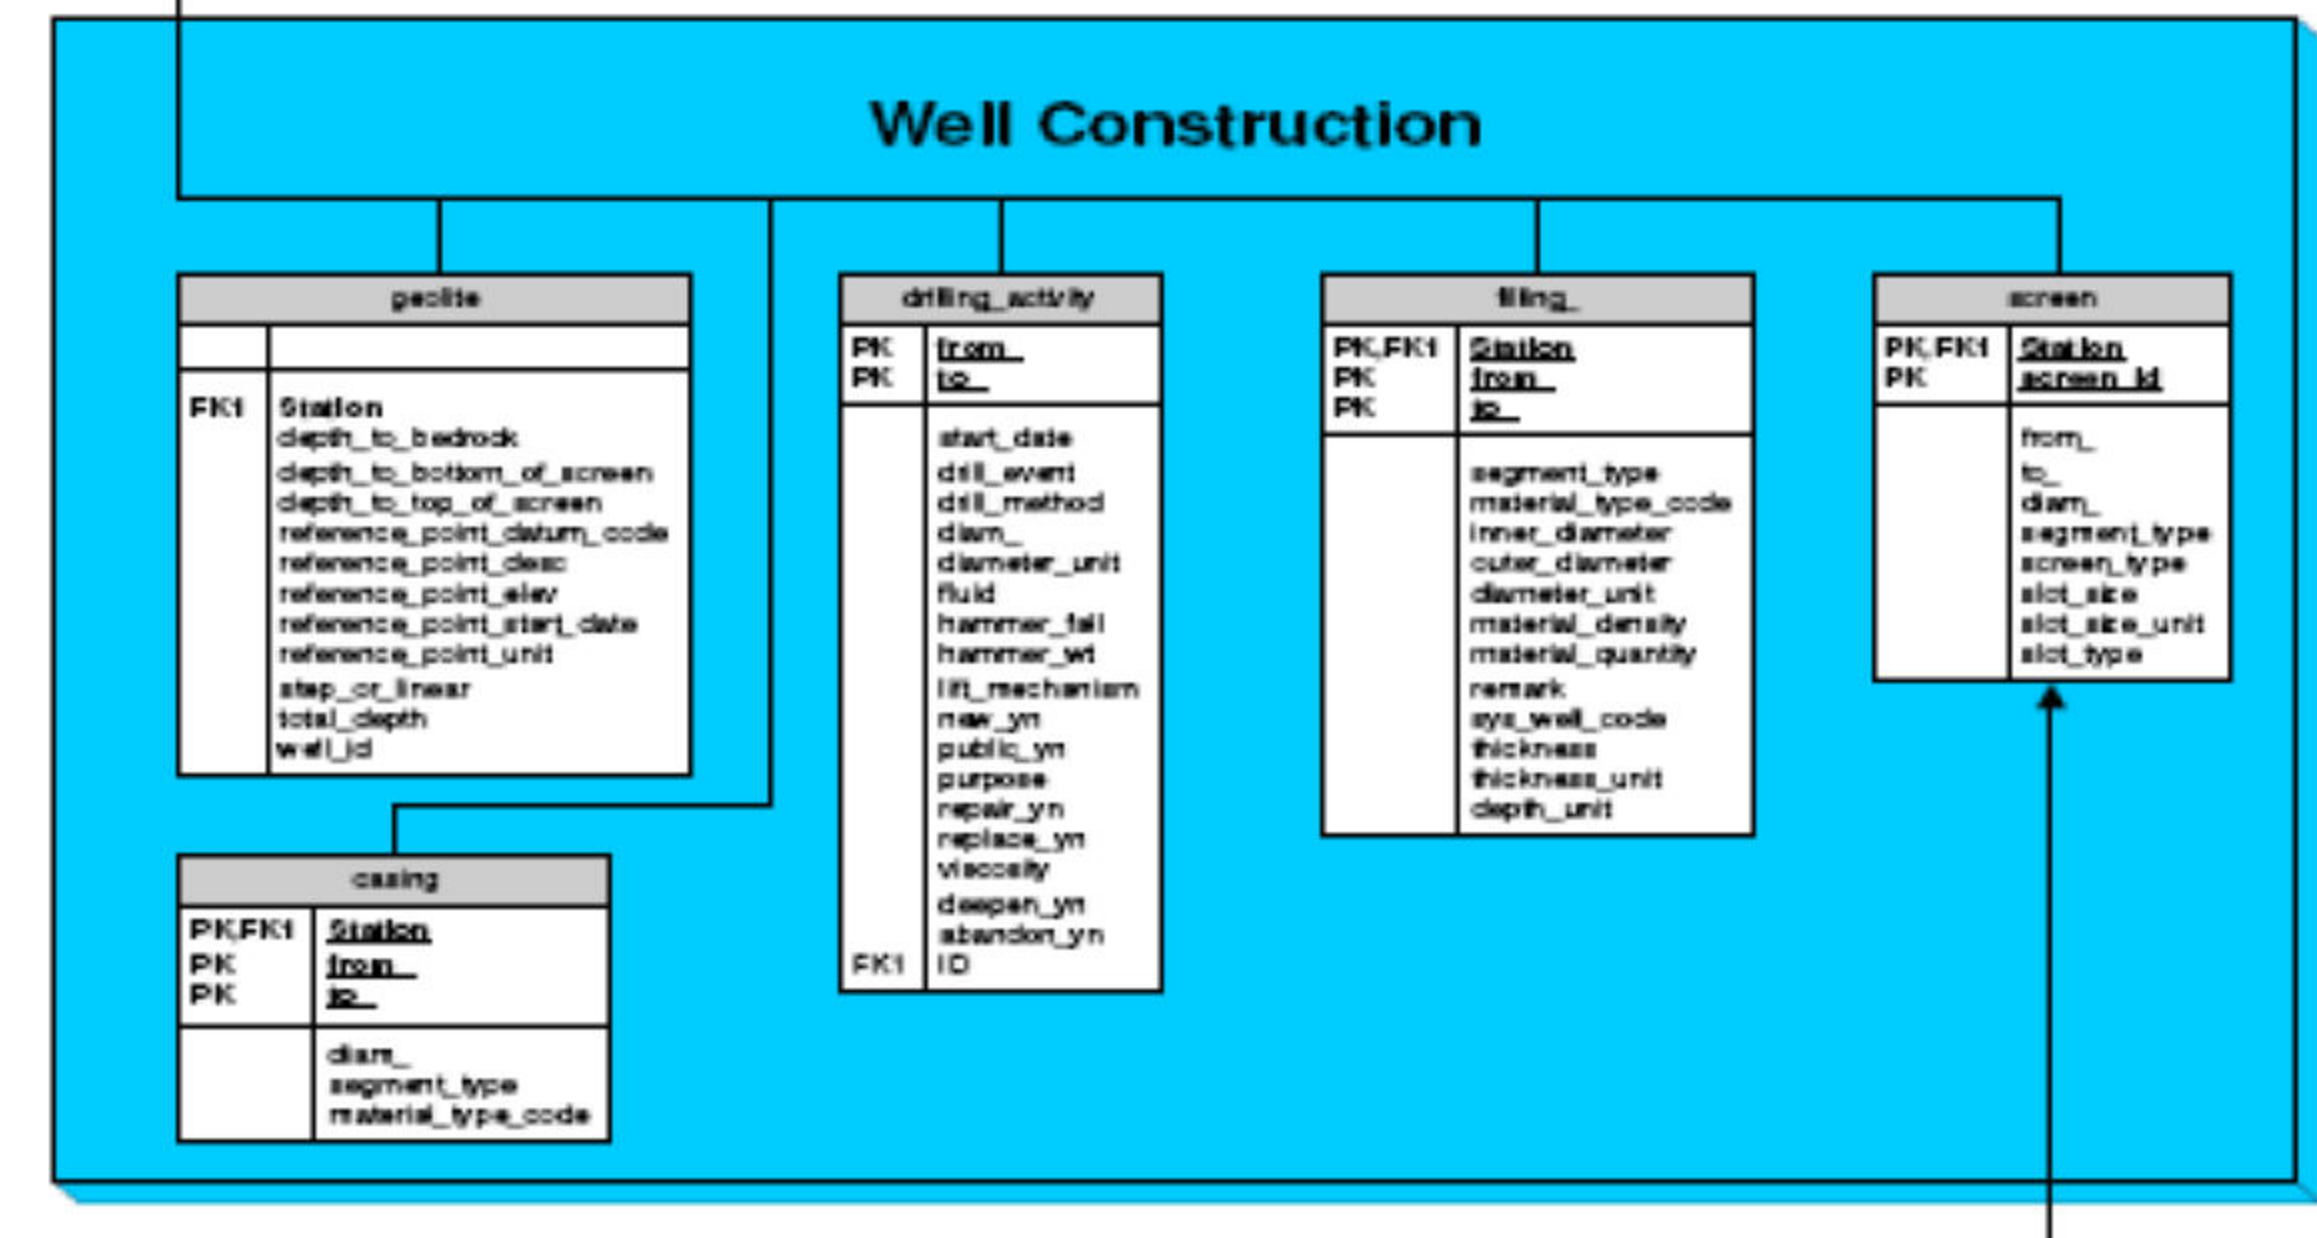 Well Construction
geolite
FK1 Station
depth_to_bedrock
depth_to_bottom_of_screen
depth_to_top_of_screen
reference_point_datum_code
reference_point_desc
reference_point_elev
reference_point_start_date
reference_point_unit
step_or_linear
total_depth
well_id
casing
PK,FK1 Station
PK from_
PK to_
diam_
segment_type
material_type_code
drilling_activity
PK from_
PK to_
start_date
drill_event
drill_method
diam_
diameter_unit
fluid
hammer_fall
hammer_wt
lift_mechanism
new_yn
public_yn
purpose
repair_yn
replace_yn
viscosity
deepen_yn
abandon_yn
FK1 ID
filling_
PK,FK1 Station
PK from_
PK to_
segment_type
material_type_code
inner_diameter
outer_diameter
diameter_unit
material_density
material_quantity
remark
sys_well_code
thickness
thickness_unit
depth_unit
screen
PK,FK1 Station
PK screen_id
from_
to_
diam_
segment_type
screen_type
slot_size
slot_size_unit
slot_type